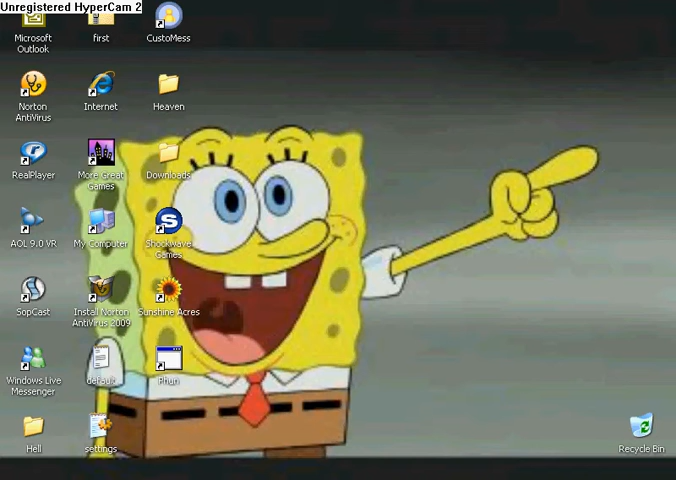 Unregistered HyperCam 2
Microsoft
Outlook
first
CustoMess
Norton
AntiVirus
Internet
Heaven
RealPlayer
More Great
Games
Downloads
AOL 9.0 VR
My Computer
Shockwave
Games
SopCast
Install Norton
AntiVirus 2009
Sunshine Acres
Windows Live
Messenger
default
Phun
Hell
settings
Recycle Bin